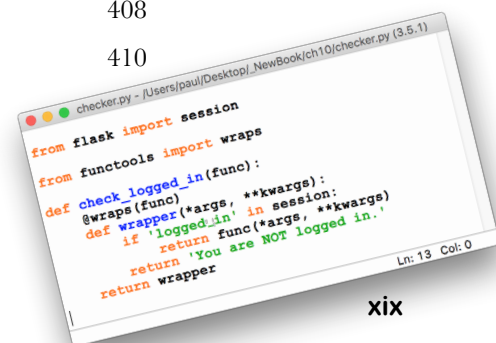 408
410
checker.py - /Users/paul/Desktop/_NewBook/ch10/checker.py (3.5.1)
from flask import session
from functools import wraps
def check_logged_in(func):
    @wraps(func)
    def wrapper(*args, **kwargs):
        if 'logged_in' in session:
            return func(*args, **kwargs)
        return 'You are NOT logged in.'
    return wrapper
Ln: 13 Col: 0
xix